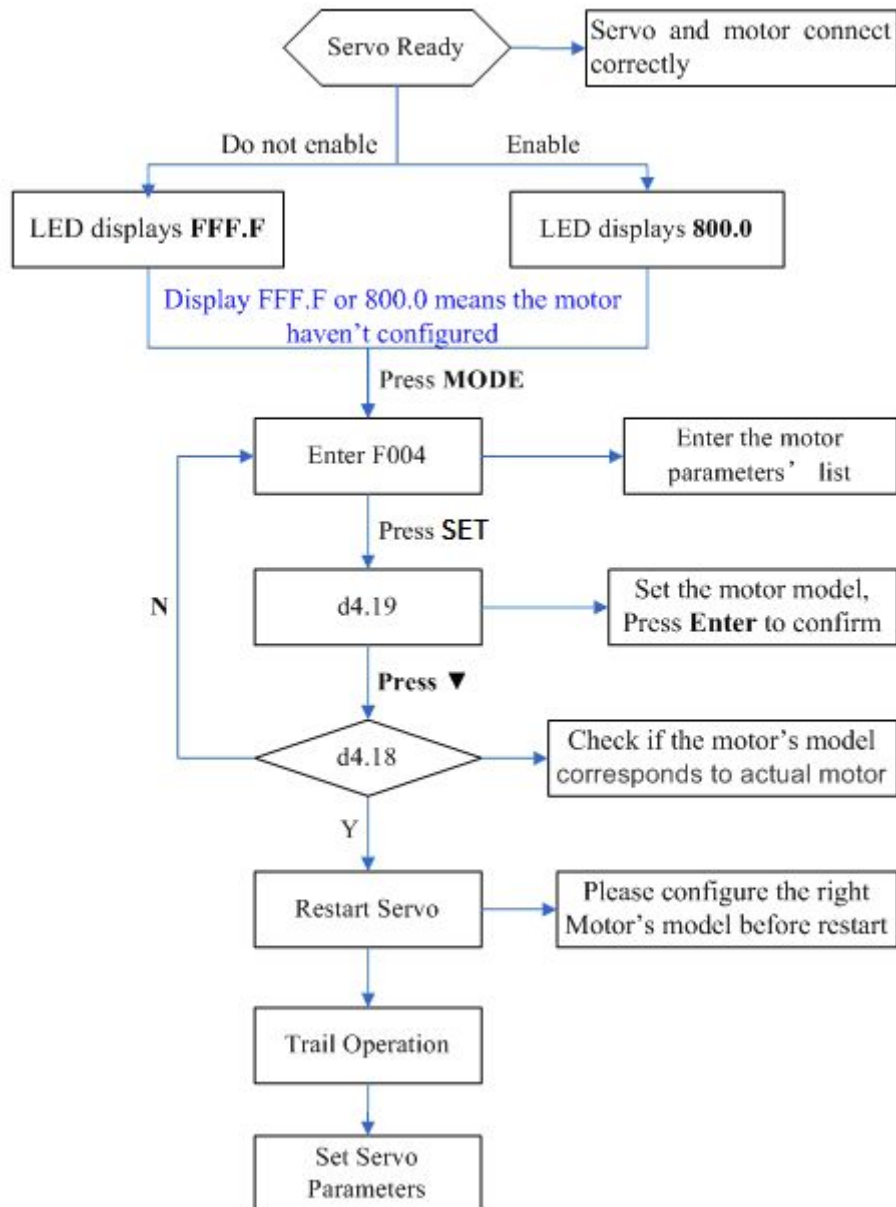 Servo Ready
Servo and motor connect
correctly
Do not enable
Enable
LED displays FFF.F
LED displays 800.0
Display FFF.F or 800.0 means the motor
haven't configured
Press MODE
Enter F004
Enter the motor
parameters’ list
Press SET
N
d4.19
Set the motor model,
Press Enter to confirm
Press ▼
d4.18
Check if the motor's model
corresponds to actual motor
Y
Restart Servo
Please configure the right
Motor's model before restart
Trail Operation
Set Servo
Parameters